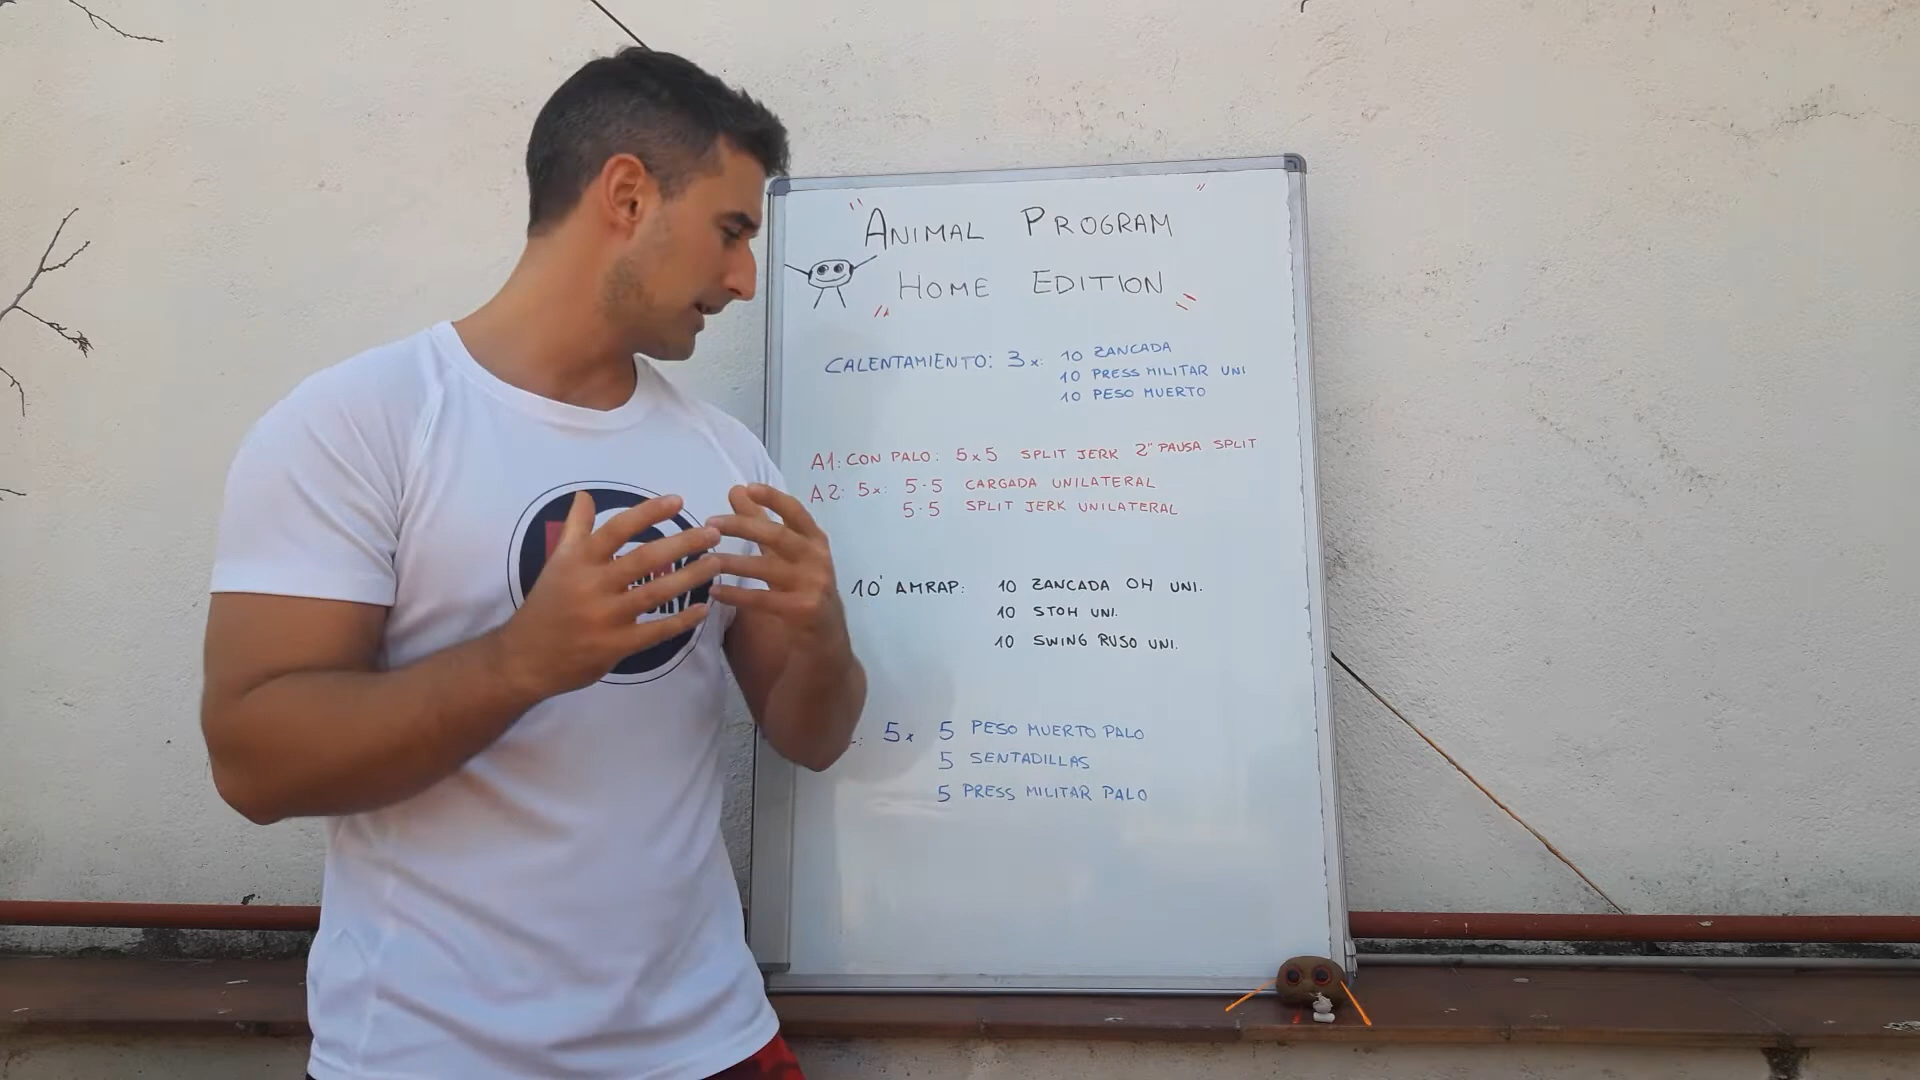 "ANIMAL PROGRAM
HOME EDITION"
CALENTAMIENTO: 3 x: 10 ZANCADA
10 PRESS MILITAR UNI
10 PESO MUERTO
A1: CON PALO: 5x5 SPLIT JERK 2" PAUSA SPLIT
A2: 5x: 5·5 CARGADA UNILATERAL
5·5 SPLIT JERK UNILATERAL
10' AMRAP: 10 ZANCADA OH UNI.
10 STOH UNI.
10 SWING RUSO UNI.
5x 5 PESO MUERTO PALO
5 SENTADILLAS
5 PRESS MILITAR PALO